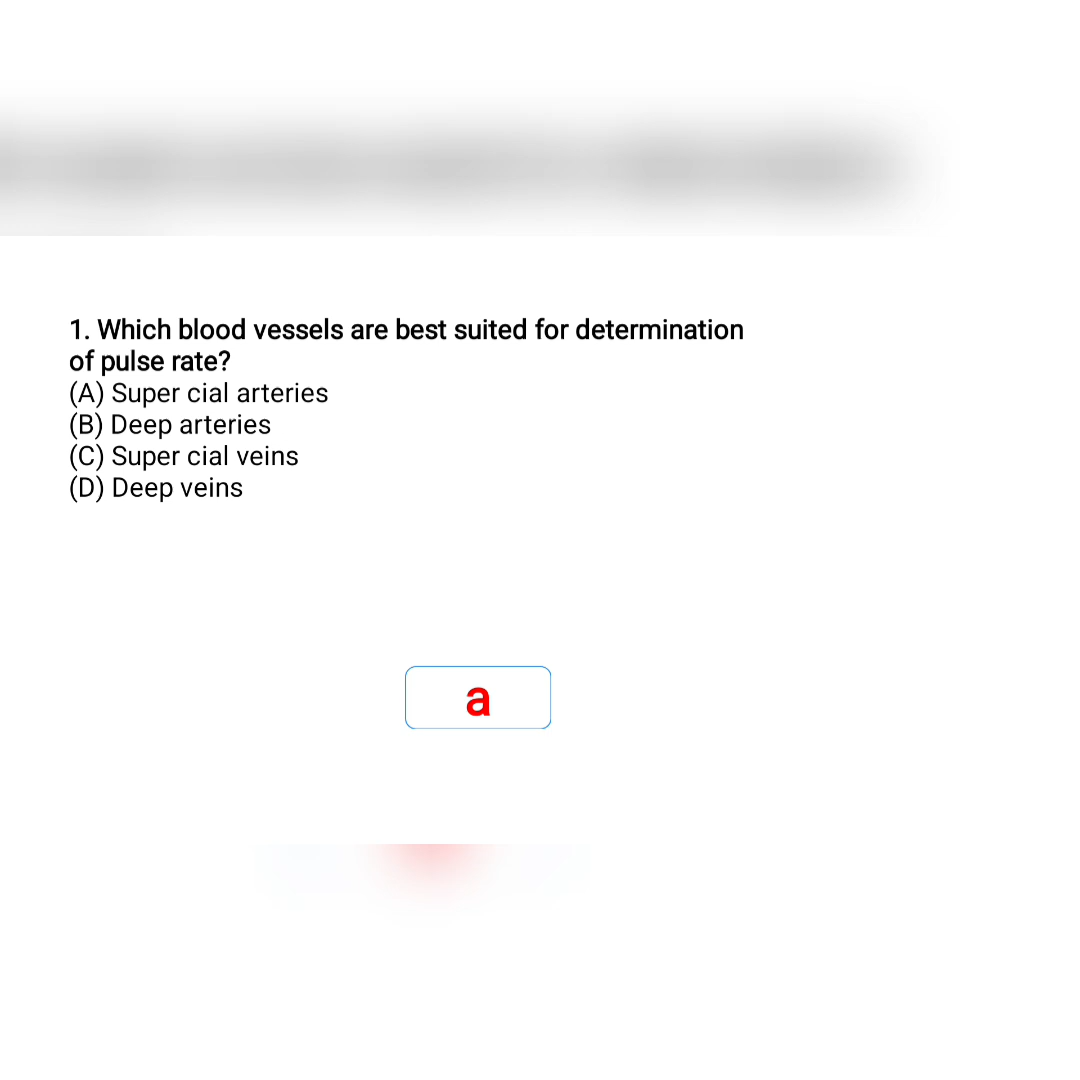 1. Which blood vessels are best suited for determination
of pulse rate?
(A) Super cial arteries
(B) Deep arteries
(C) Super cial veins
(D) Deep veins
a